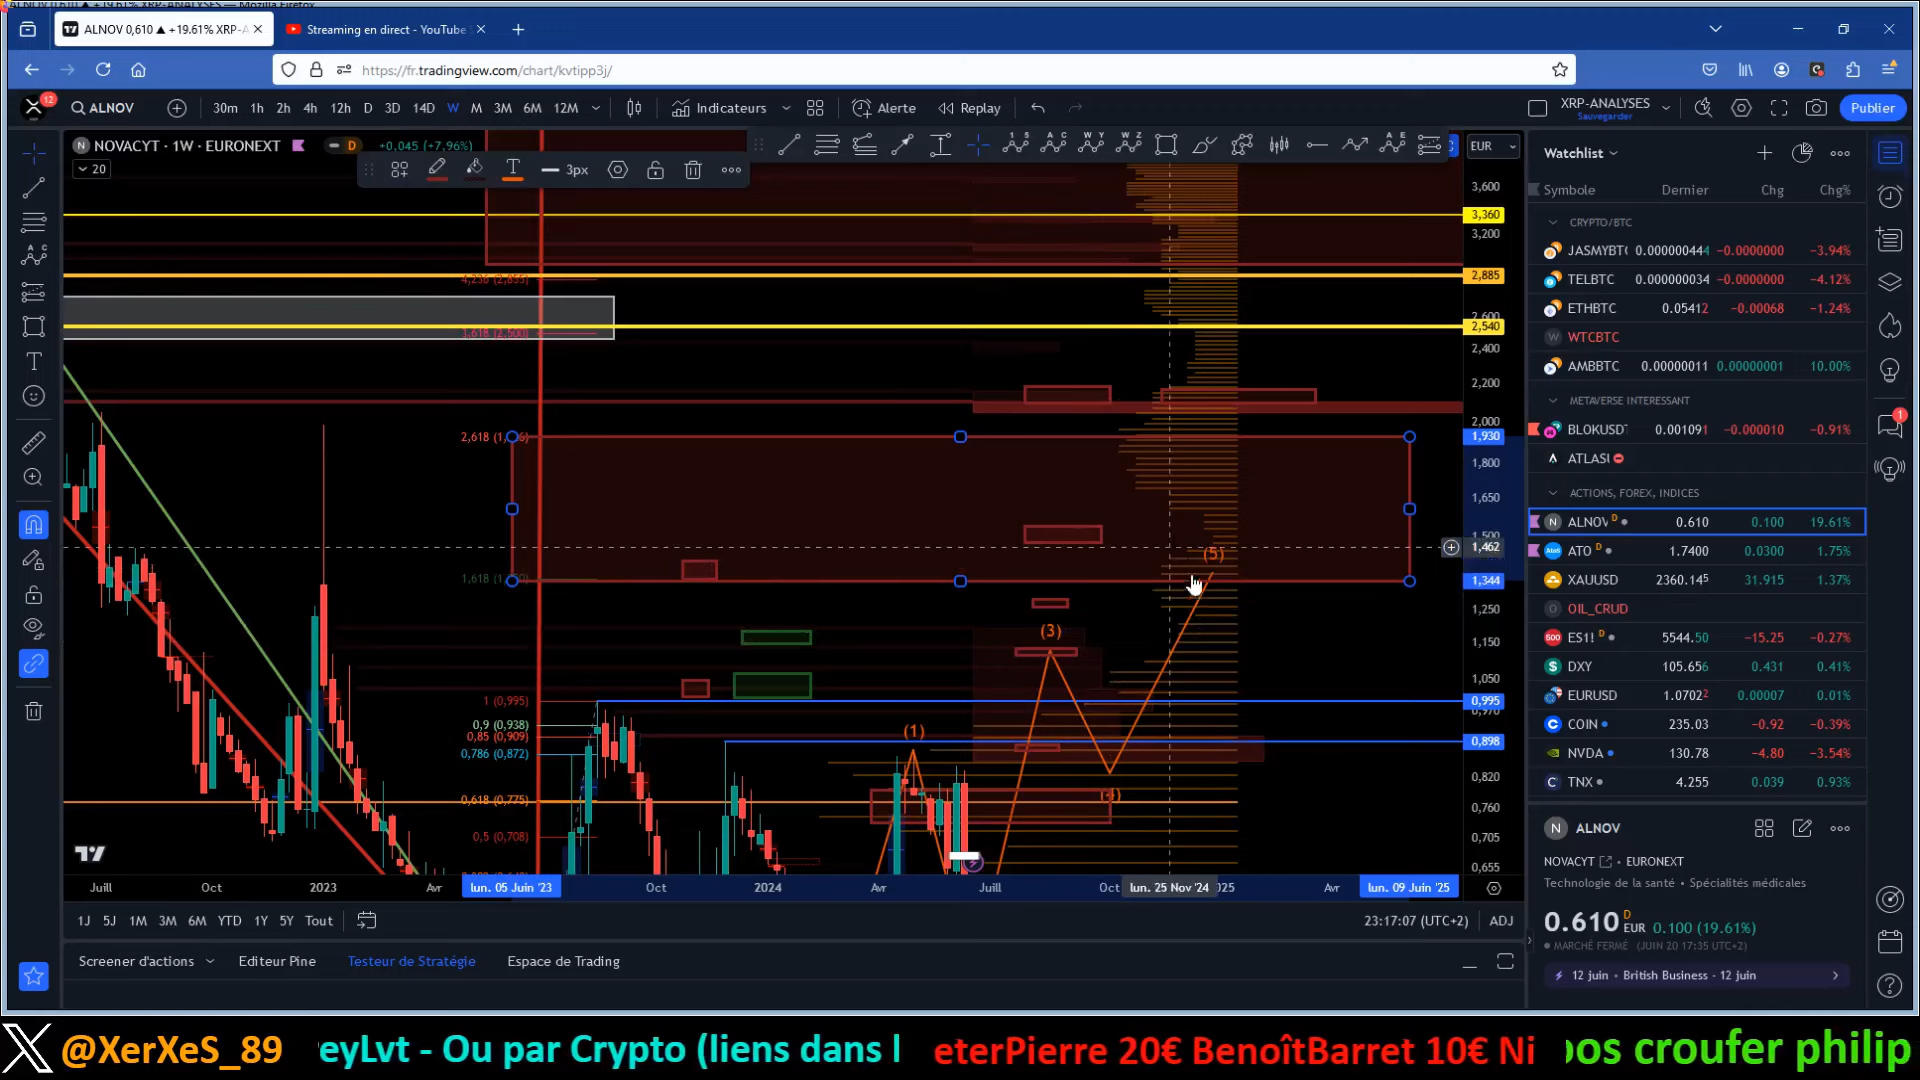 ALNOV 0,610 ▲ +19.61% XRP-A
Streaming en direct - YouTube
https://fr.tradingview.com/chart/kvtipp3j/
12
ALNOV
30m 1h 2h 4h 12h D 3D 14D W M 3M 6M 12M
Indicateurs
Alerte
Replay
XRP-ANALYSES
Sauvegarder
Publier
NOVACYT · 1W · EURONEXT
D
+0,045 (+7,96%)
20
3px
EUR
4,236 (2,855)
1,618 (2,500)
1 (0,995)
0,9 (0,938)
0,85 (0,909)
0,786 (0,872)
0,618 (0,775)
0,5 (0,708)
(1)
(3)
(5)
3,600
3,360
3,200
2,885
2,540
2,400
2,200
2,000
1,930
1,800
1,650
1,462
1,344
1,250
1,150
1,050
0,995
0,898
0,820
0,760
0,705
0,655
Juill Oct 2023 Avr lun. 05 Juin '23 Oct 2024 Avr Juill Oct lun. 25 Nov '24 Avr lun. 09 Juin '25
1J 5J 1M 3M 6M YTD 1Y 5Y Tout
23:17:07 (UTC+2) ADJ
Screener d'actions
Editeur Pine
Testeur de Stratégie
Espace de Trading
Watchlist
Symbole Dernier Chg Chg%
CRYPTO/BTC
JASMYBT 0.000000444 −0.0000000 −3.94%
TELBTC 0.000000034 −0.0000000 −4.12%
ETHBTC 0.05412 −0.00068 −1.24%
WTCBTC
AMBBTC 0.00000011 0.00000001 10.00%
METAVERSE INTERESSANT
BLOKUSD 0.001091 −0.000010 −0.91%
ATLAS
ACTIONS, FOREX, INDICES
ALNOV D 0.610 0.100 19.61%
ATO D 1.7400 0.0300 1.75%
XAUUSD 2360.145 31.915 1.37%
OIL_CRUD
ES1! D 5544.50 −15.25 −0.27%
DXY 105.656 0.431 0.41%
EURUSD 1.07022 0.00007 0.01%
COIN 235.03 −0.92 −0.39%
NVDA 130.78 −4.80 −3.54%
TNX 4.255 0.039 0.93%
ALNOV
NOVACYT • EURONEXT
Technologie de la santé • Spécialités médicales
0.610 D EUR 0.100 (19.61%)
MARCHÉ FERMÉ (JUIN 20 17:35 UTC+2)
12 juin • British Business - 12 juin
1
@XerXeS_89
eyLvt - Ou par Crypto (liens dans l
eterPierre 20€ BenoîtBarret 10€ Ni
pos croufer philip